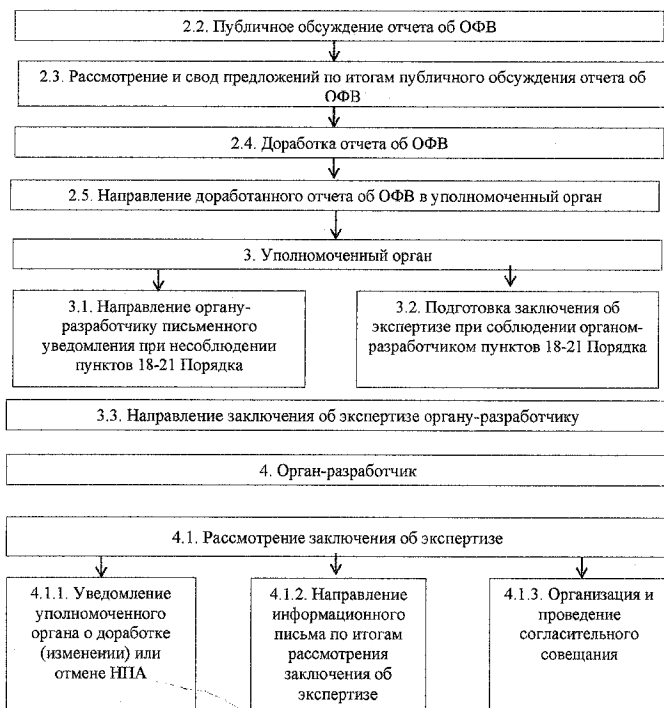 2.2. Публичное обсуждение отчета об ОФВ
2.3. Рассмотрение и свод предложений по итогам публичного обсуждения отчета об
ОФВ
2.4. Доработка отчета об ОФВ
2.5. Направление доработанного отчета об ОФВ в уполномоченный орган
3. Уполномоченный орган
3.1. Направление органу-
разработчику письменного
уведомления при несоблюдении
пунктов 18-21 Порядка
3.2. Подготовка заключения об
экспертизе при соблюдении органом-
разработчиком пунктов 18-21 Порядка
3.3. Направление заключения об экспертизе органу-разработчику
4. Орган-разработчик
4.1. Рассмотрение заключения об экспертизе
4.1.1. Уведомление
уполномоченного
органа о доработке
(изменении) или
отмене НПА
4.1.2. Направление
информационного
письма по итогам
рассмотрения
заключения об
экспертизе
4.1.3. Организация и
проведение
согласительного
совещания